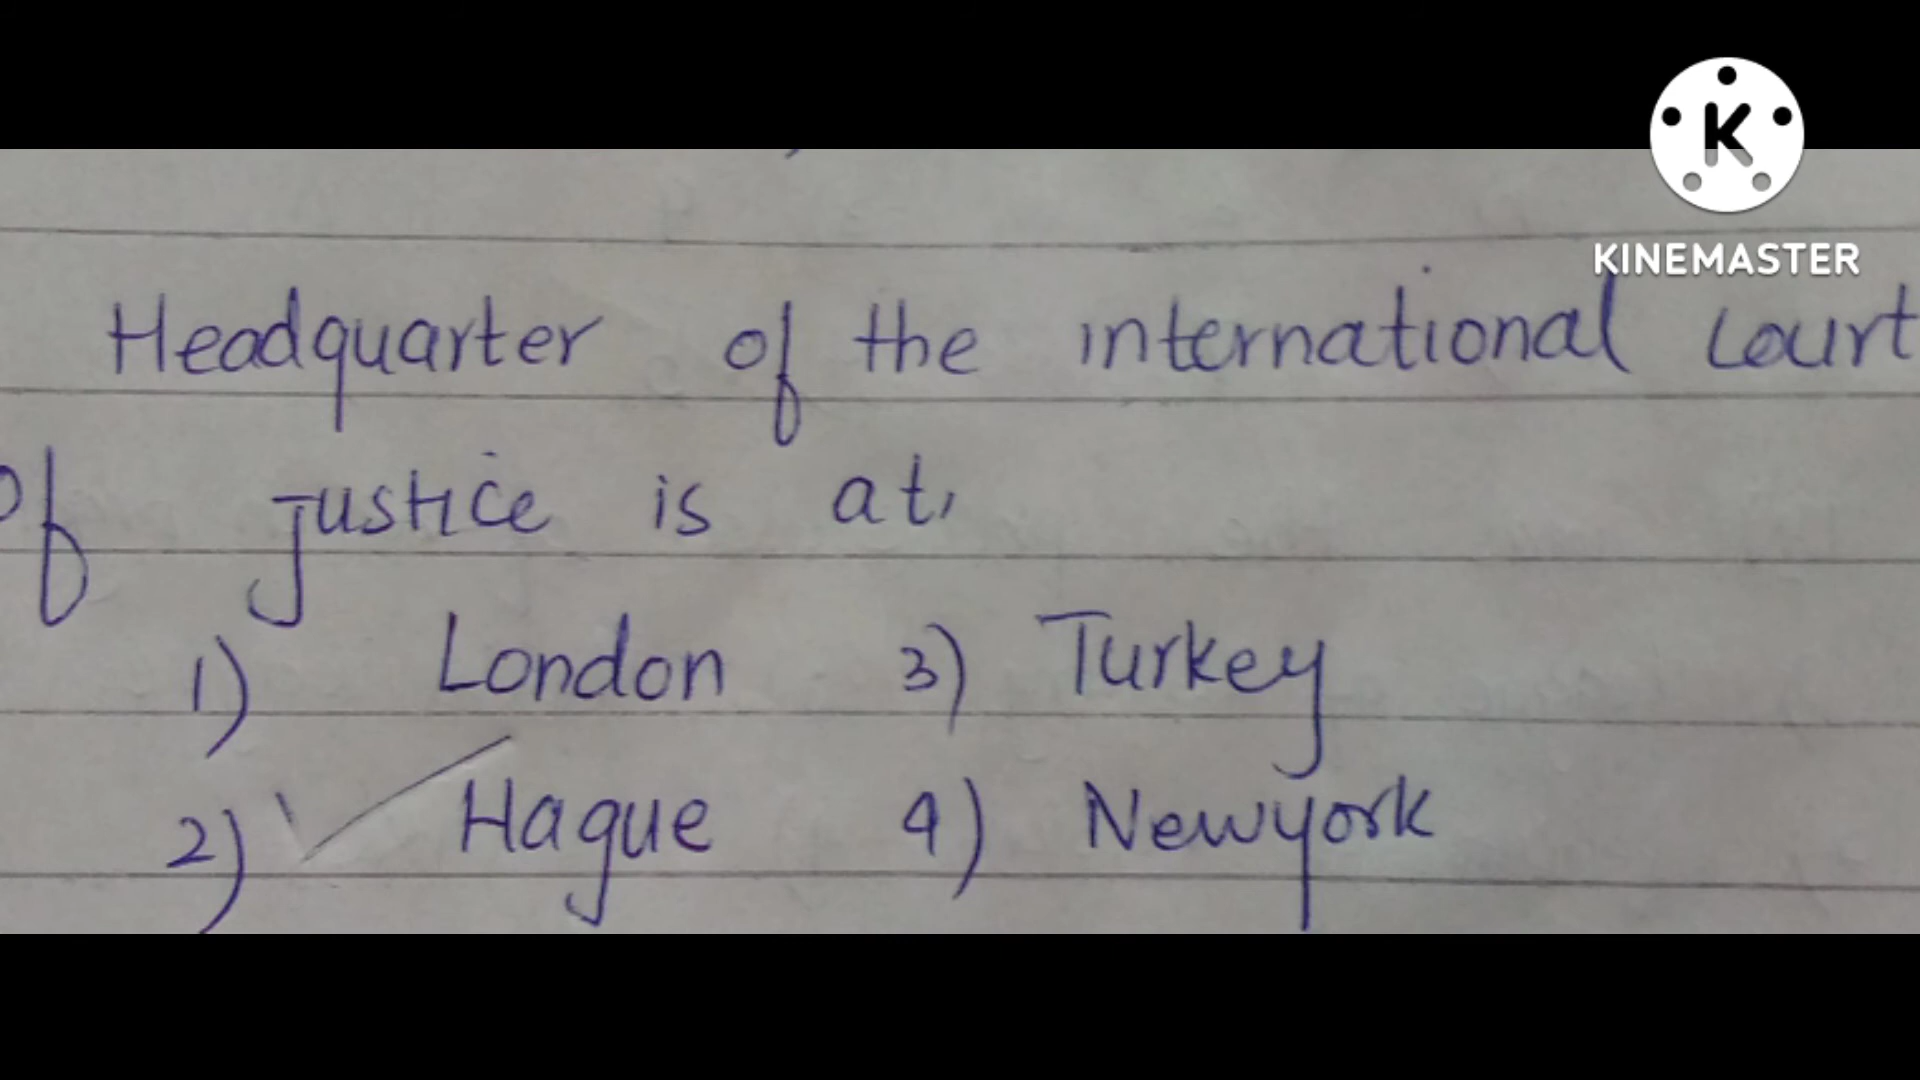 KINEMASTER
Headquarter of the international court
of justice is at,
1) London 3) Turkey
2) Hague 4) Newyork